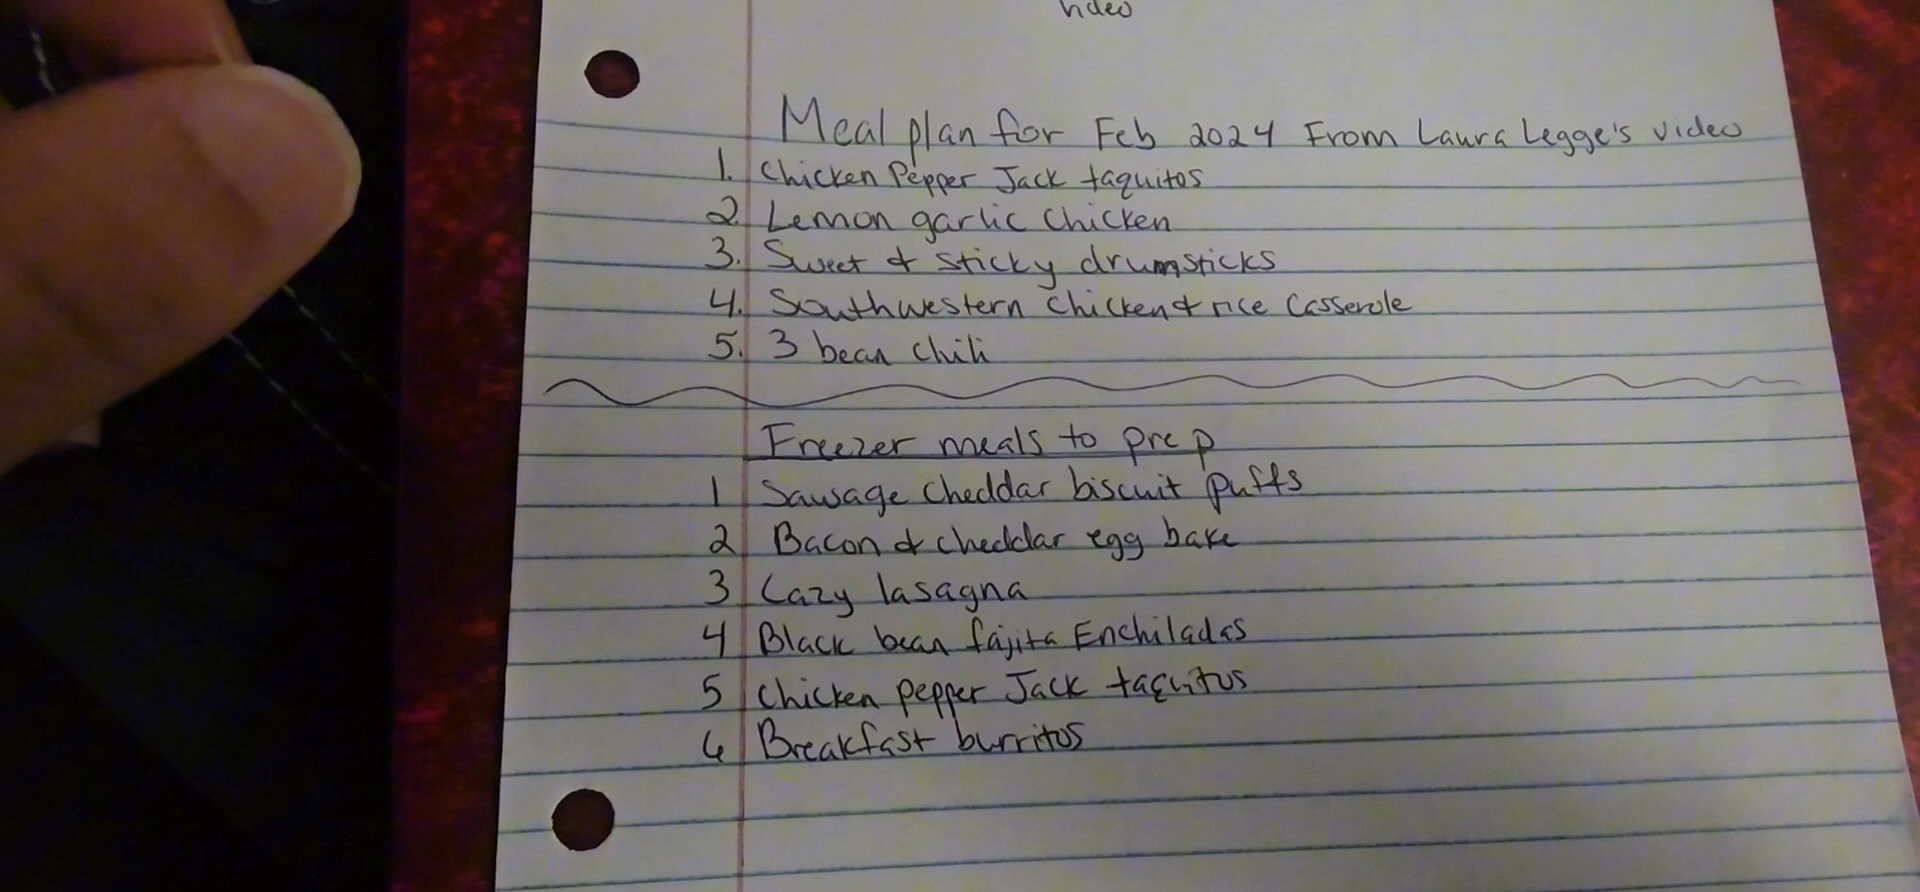 video
Meal plan for Feb 2024 From Laura Legge's video
1. Chicken Pepper Jack taquitos
2. Lemon garlic Chicken
3. Sweet & sticky drumsticks
4. Southwestern Chicken & rice Casserole
5. 3 bean chili
Freezer meals to prep
1 Sausage cheddar biscuit puffs
2 Bacon & cheddar egg bake
3 Lazy lasagna
4 Black bean fajita Enchiladas
5 Chicken pepper Jack taquitos
6 Breakfast burritos